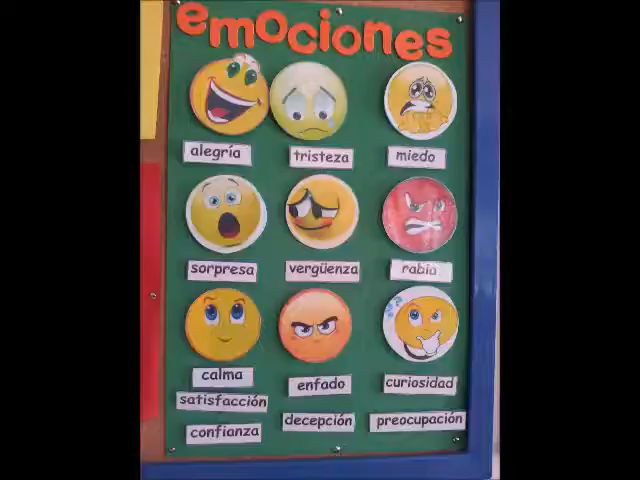 emociones
alegría tristeza miedo
sorpresa vergüenza rabia
calma enfado curiosidad
satisfacción
confianza decepción preocupación